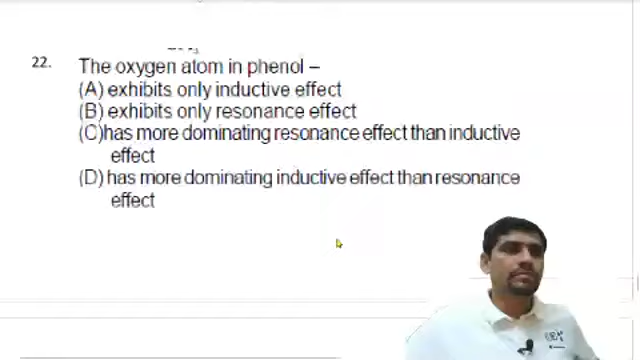 22. The oxygen atom in phenol –
(A) exhibits only inductive effect
(B) exhibits only resonance effect
(C)has more dominating resonance effect than inductive
effect
(D) has more dominating inductive effect than resonance
effect